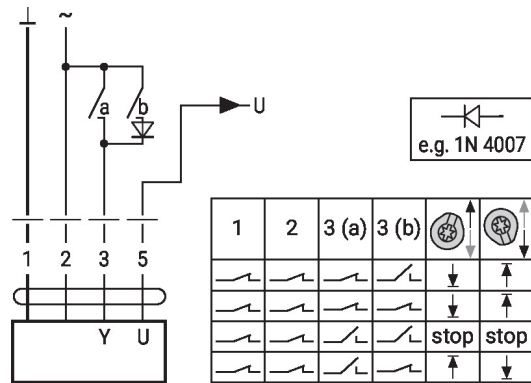 ~
a b
U
e.g. 1N 4007
1 2 3 5
Y U
1 2 3 (a) 3 (b)
stop stop